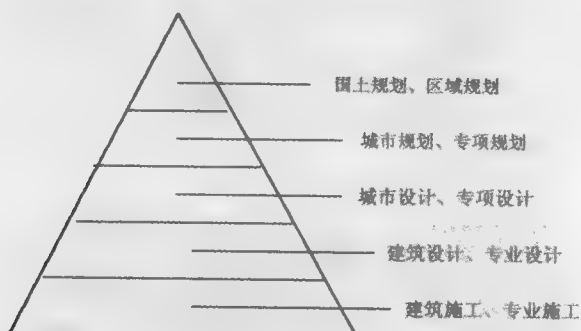 国土规划、区域规划
城市规划、专项规划
城市设计、专项设计
建筑设计、专业设计
建筑施工、专业施工